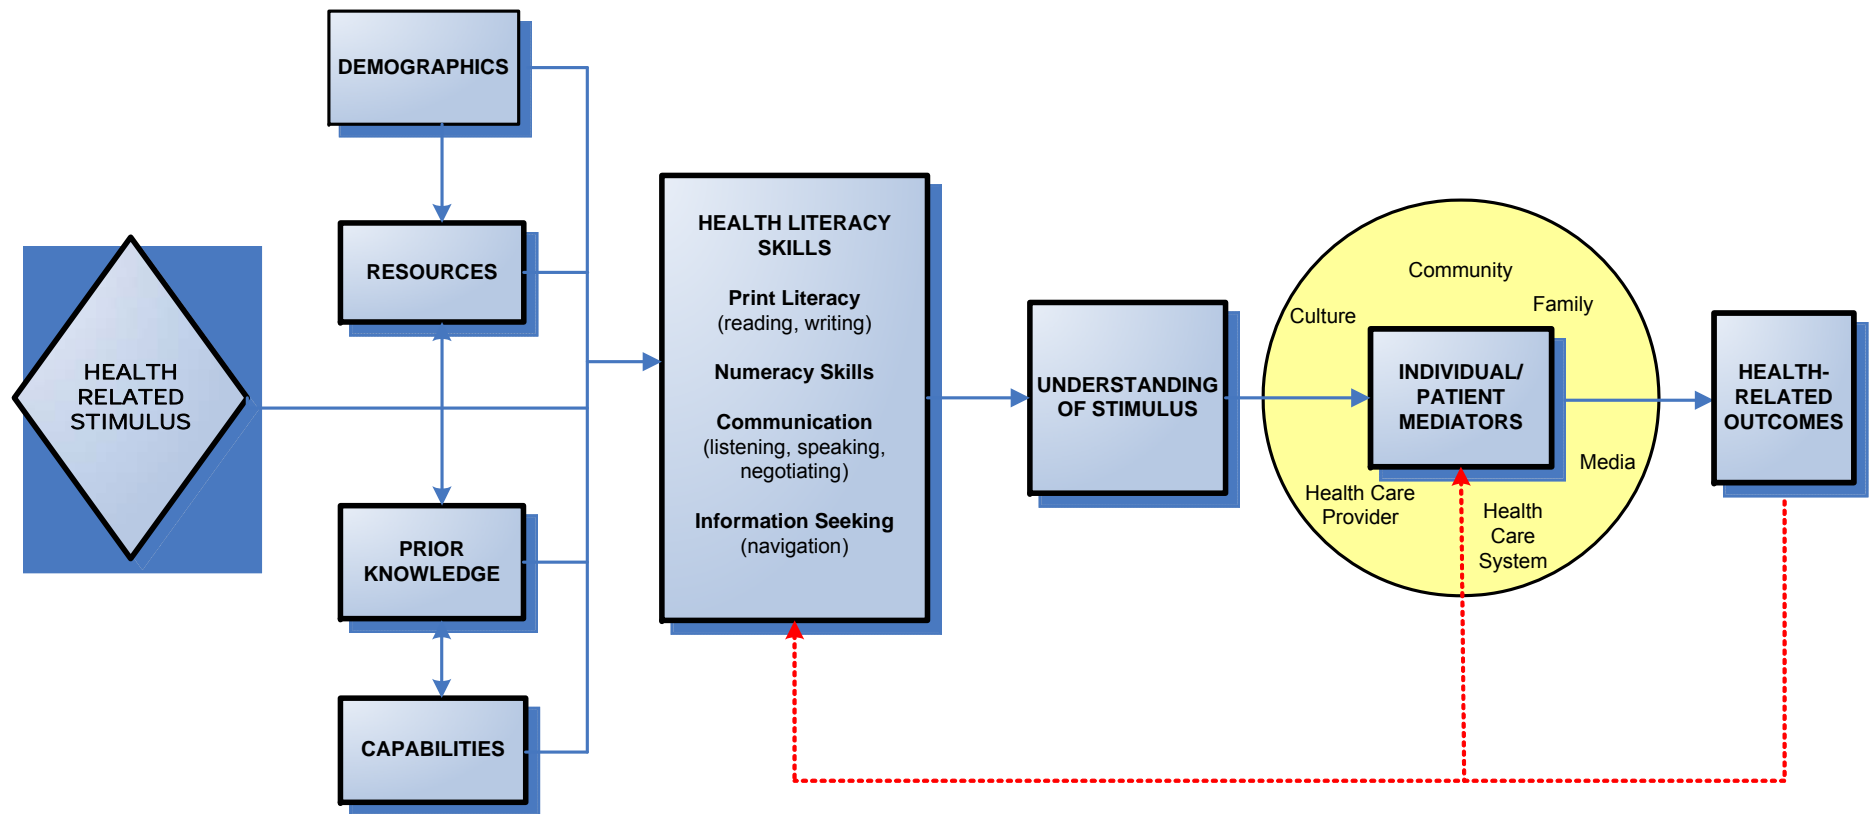 DEMOGRAPHICS
RESOURCES
HEALTH
RELATED
STIMULUS
PRIOR
KNOWLEDGE
CAPABILITIES
HEALTH LITERACY
SKILLS
Print Literacy
(reading, writing)
Numeracy Skills
Communication
(listening, speaking,
negotiating)
Information Seeking
(navigation)
UNDERSTANDING
OF STIMULUS
Community
Family
Culture
INDIVIDUAL/
PATIENT
MEDIATORS
Media
Health Care
Provider
Health
Care
System
HEALTH-
RELATED
OUTCOMES